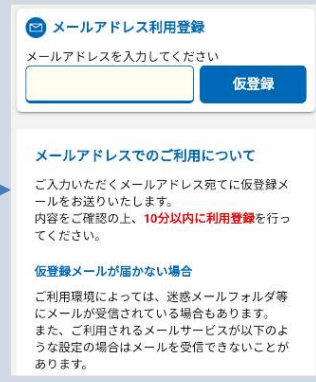 メールアドレス利用登録
メールアドレスを入力してください
仮登録
メールアドレスでのご利用について
ご入力いただくメールアドレス宛てに仮登録メ
ールをお送りいたします。
内容をご確認の上、10分以内に利用登録を行っ
てください。
仮登録メールが届かない場合
ご利用環境によっては、迷惑メールフォルダ等
にメールが受信されている場合もあります。
また、ご利用されるメールサービスが以下のよ
うな設定の場合はメールを受信できないことが
あります。